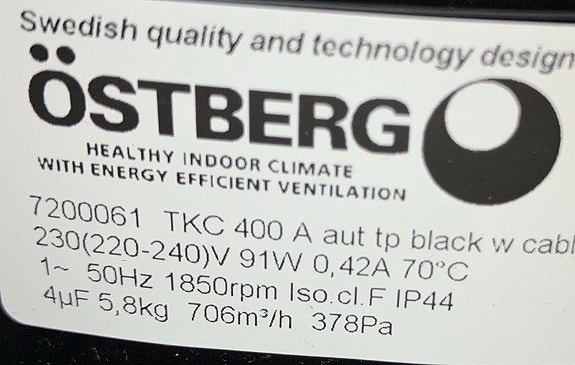 Swedish quality and technology design
ÖSTBERG
HEALTHY INDOOR CLIMATE
WITH ENERGY EFFICIENT VENTILATION
7200061 TKC 400 A aut tp black w cabl
230(220-240)V 91W 0,42A 70°C
1~ 50Hz 1850rpm Iso.cl.F IP44
4µF 5,8kg 706m³/h 378Pa